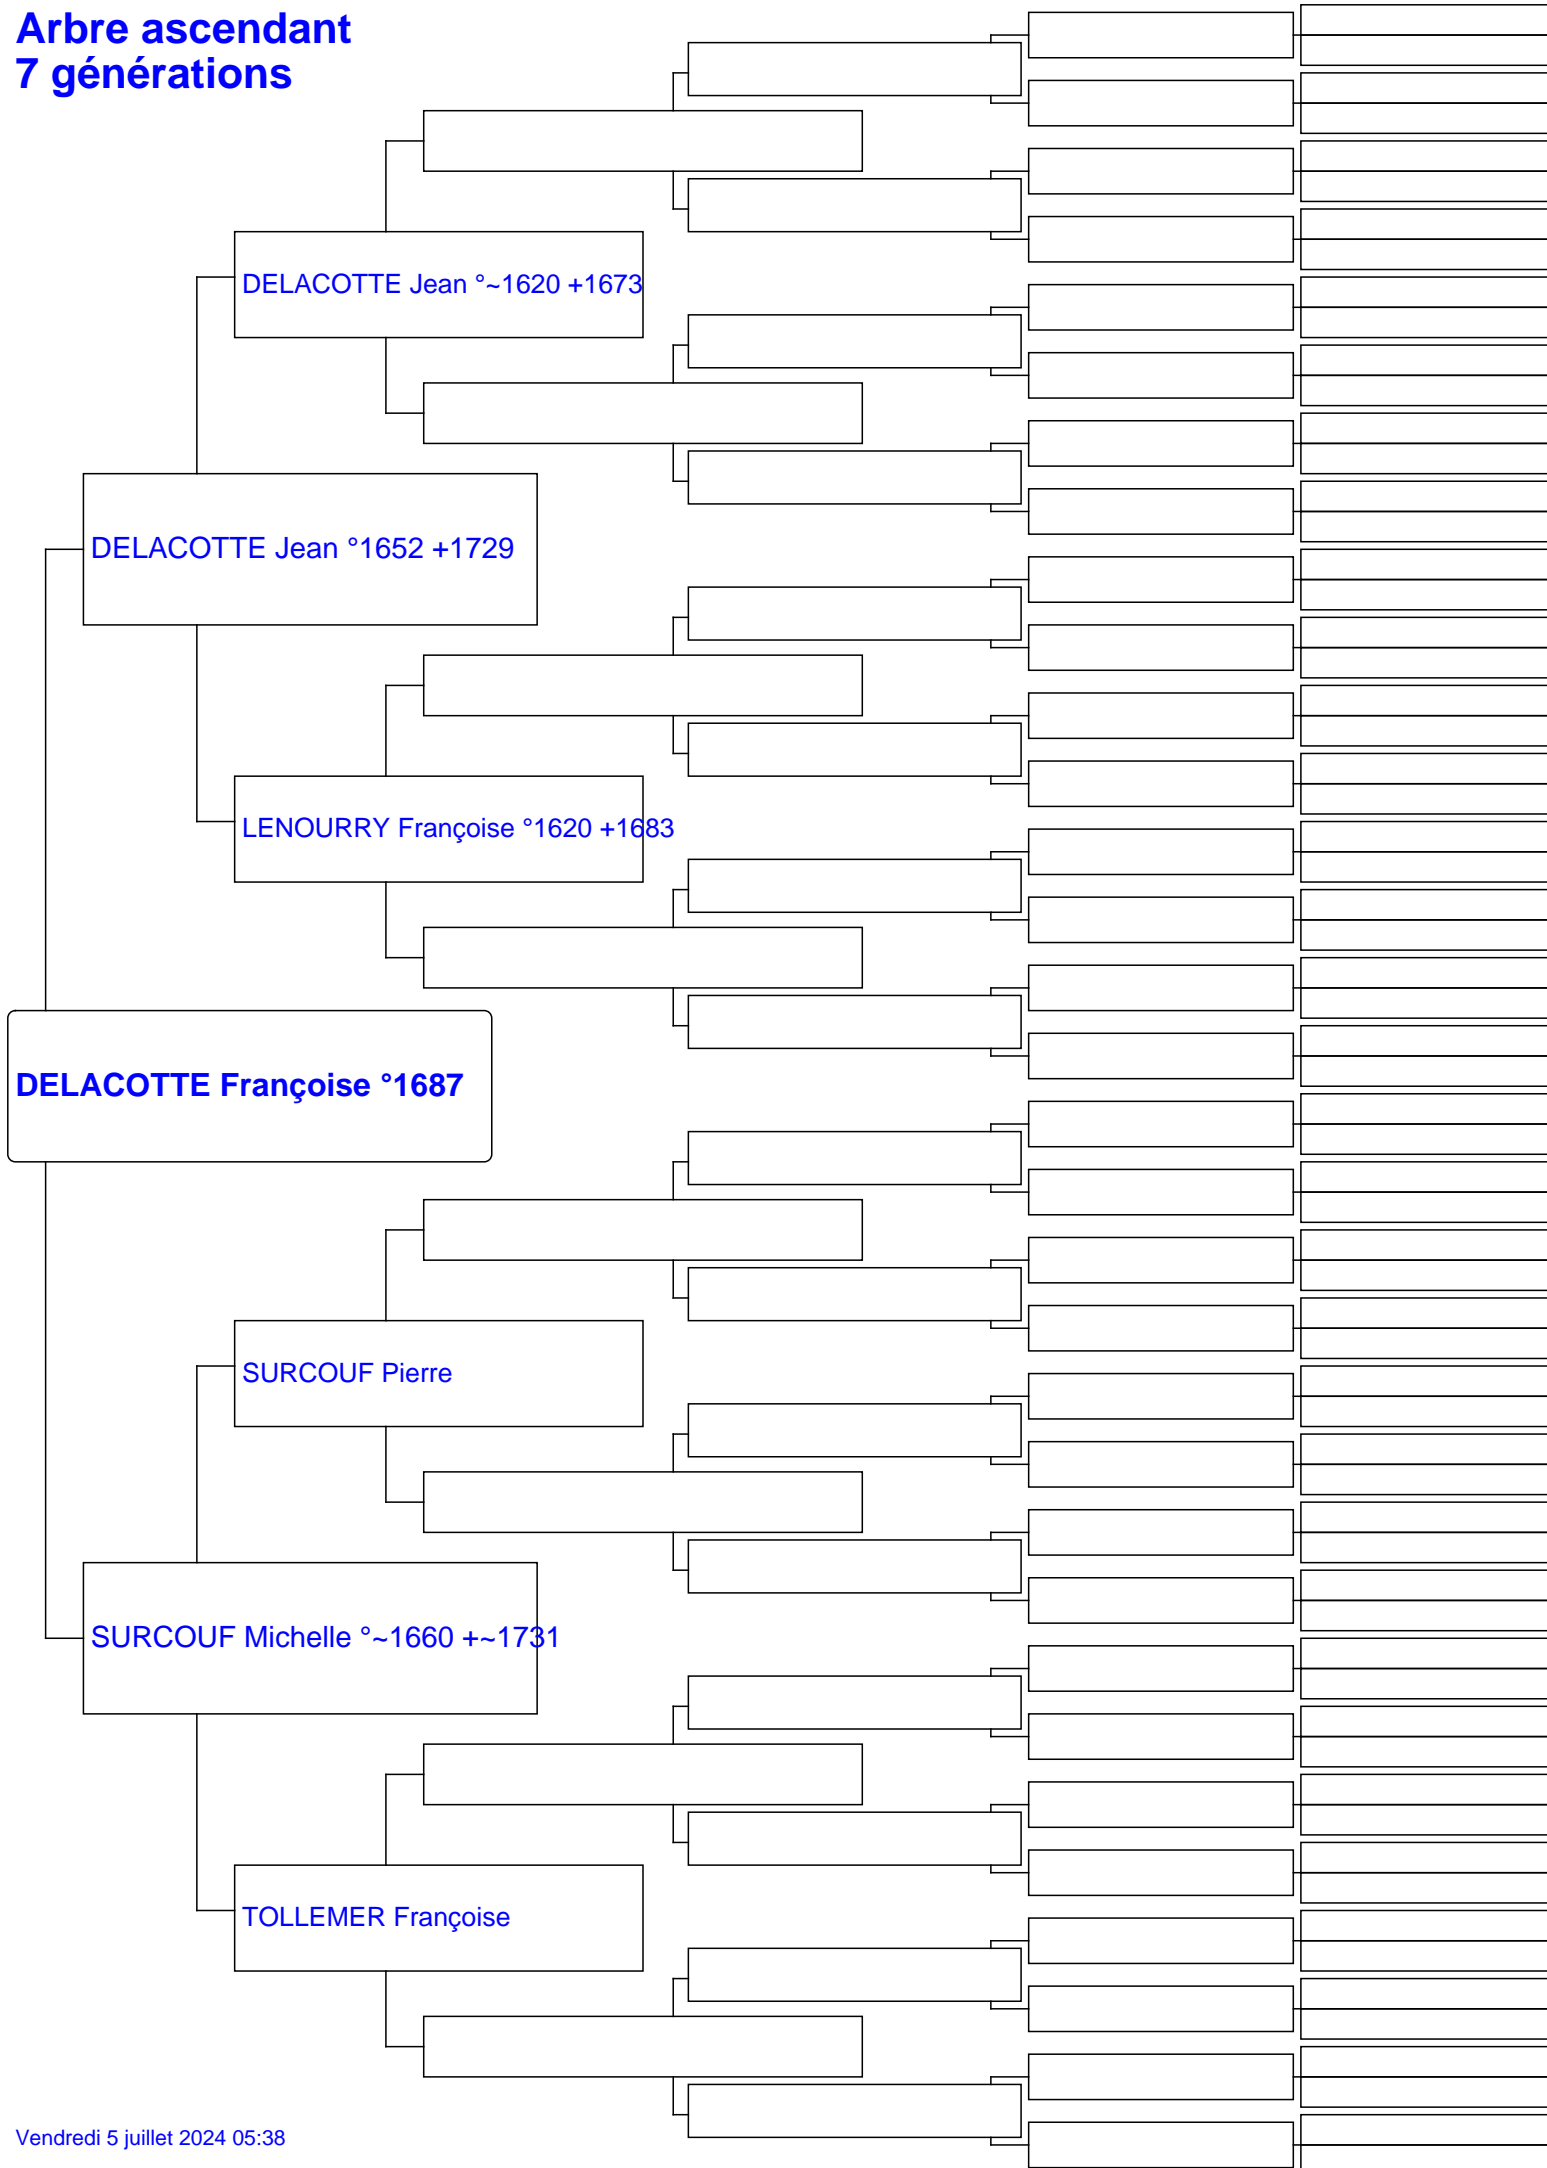 Arbre ascendant
7 générations
DELACOTTE Jean °~1620 +1673
DELACOTTE Jean °1652 +1729
LENOURRY Françoise °1620 +1683
DELACOTTE Françoise °1687
SURCOUF Pierre
SURCOUF Michelle °~1660 +~1731
TOLLEMER Françoise
Vendredi 5 juillet 2024 05:38